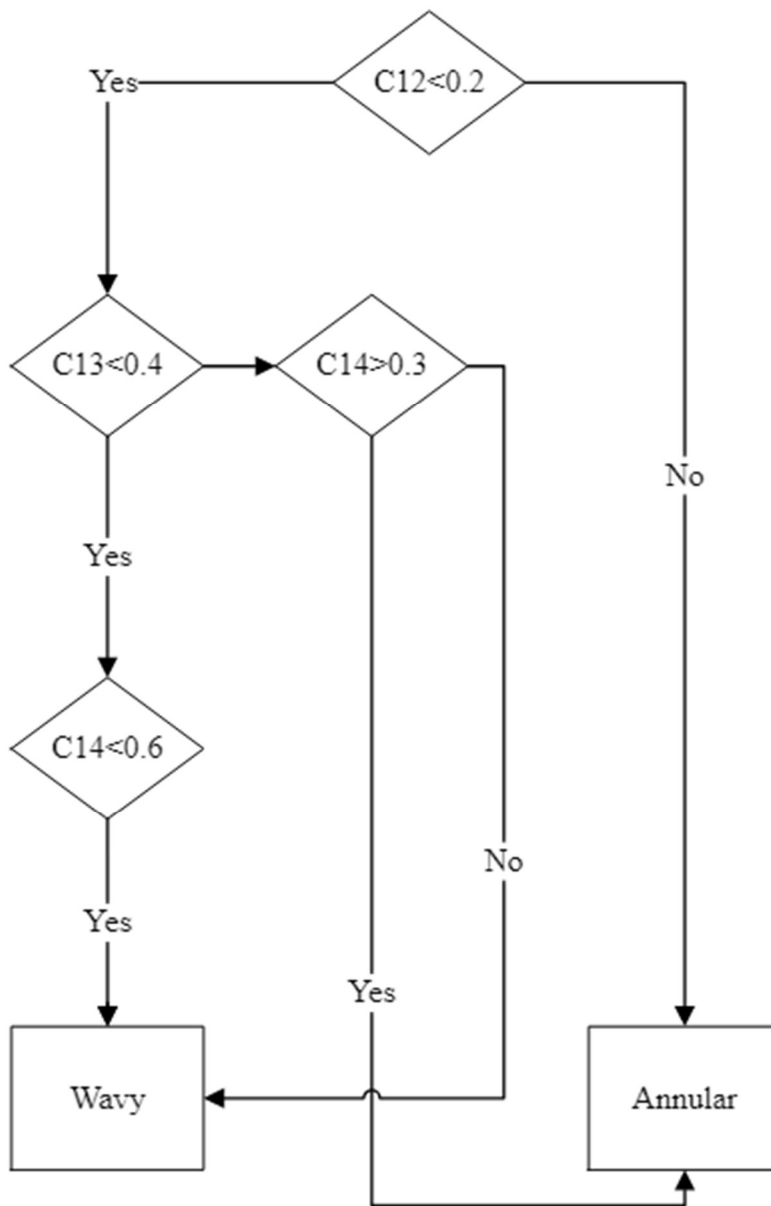 C12<0.2
Yes
C13<0.4
C14>0.3
No
Yes
C14<0.6
No
Yes
Yes
Wavy
Annular